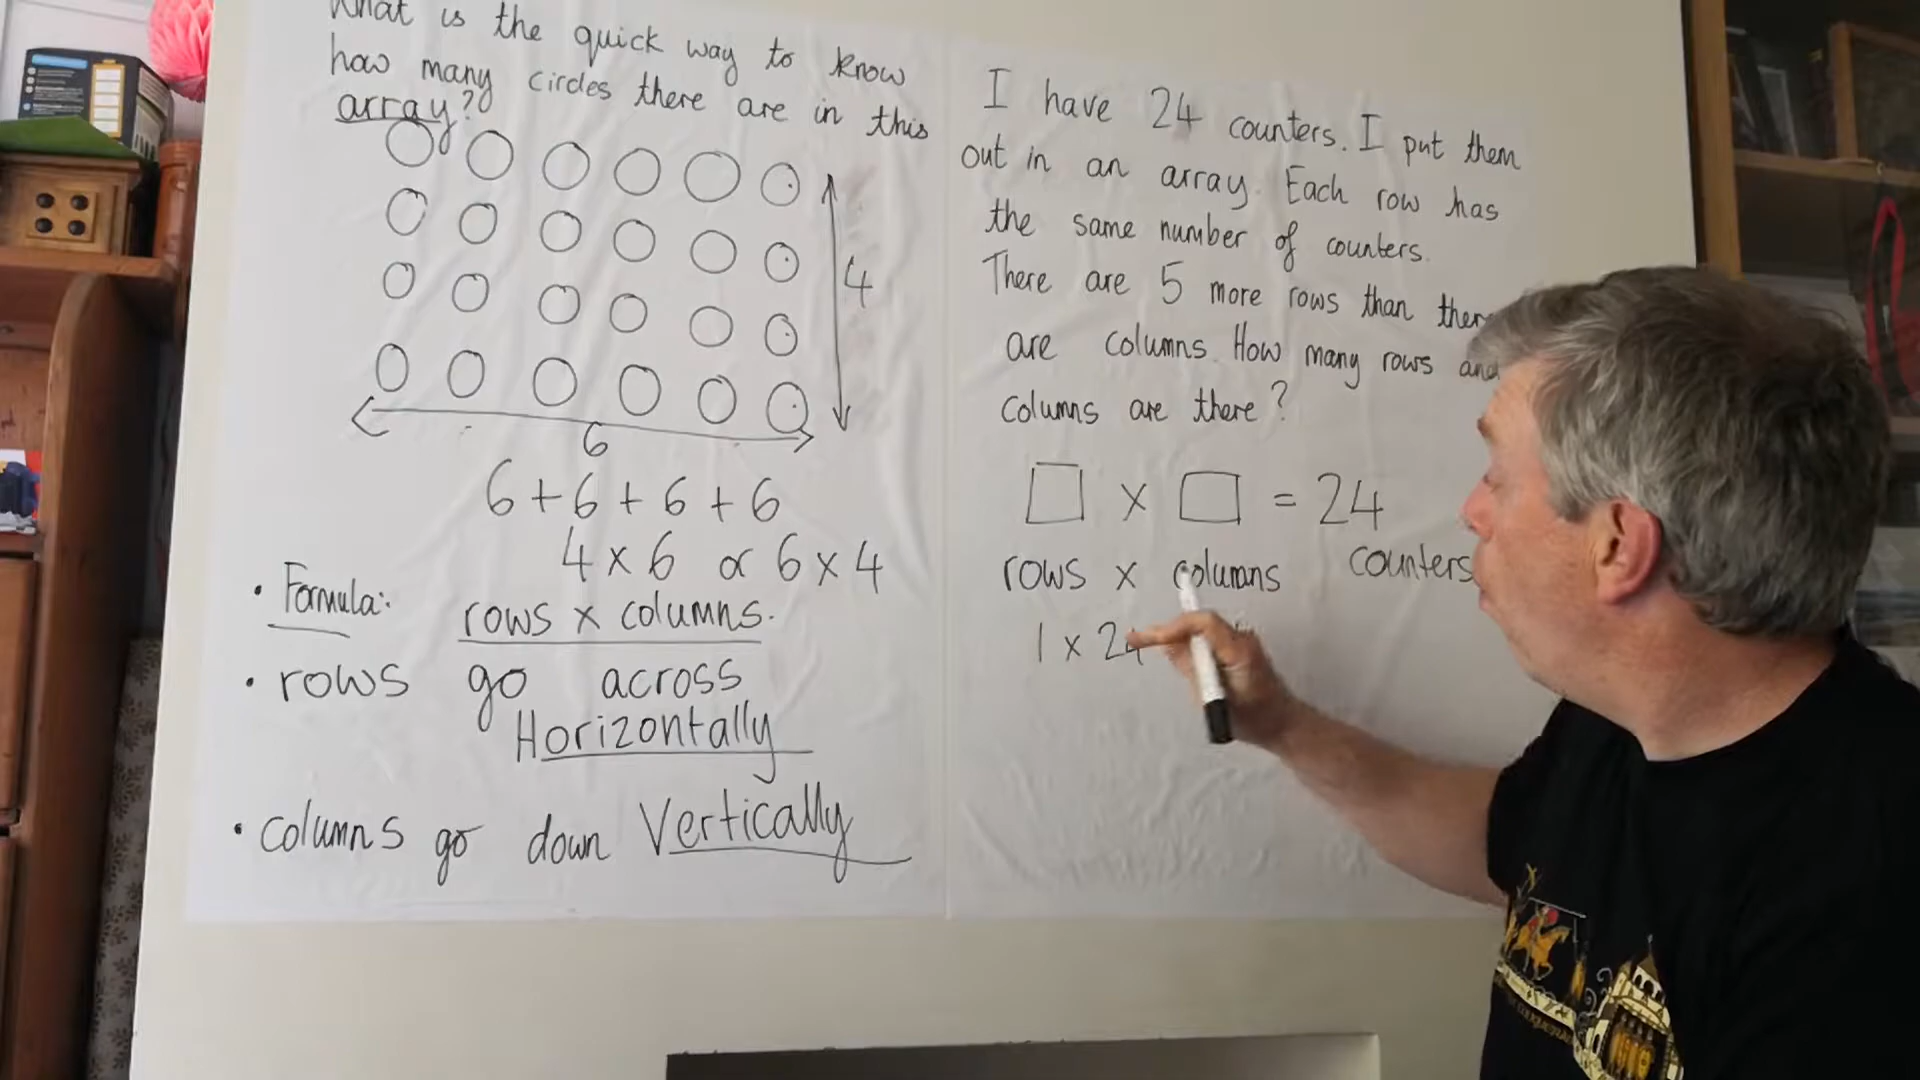 What is the quick way to know
how many circles there are in this
array?
4
6
6 + 6 + 6 + 6
4 x 6 or 6 x 4
• Formula:
rows x columns.
• rows go across
Horizontally
• columns go down Vertically
I have 24 counters. I put them
out in an array. Each row has
the same number of counters.
There are 5 more rows than
are columns. How many rows and
columns are there?
x = 24
rows x columns counters
1 x 24